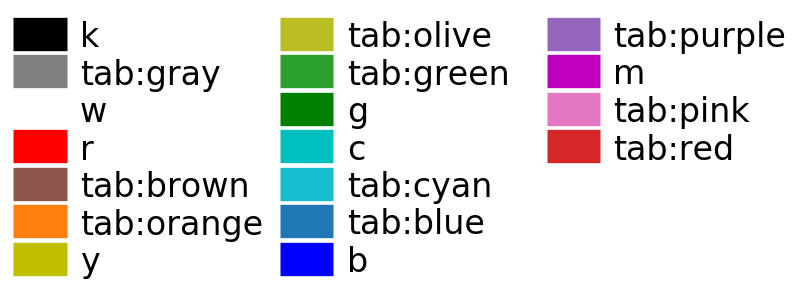 k
tab:gray
w
r
tab:brown
tab:orange
y
tab:olive
tab:green
g
c
tab:cyan
tab:blue
b
tab:purple
m
tab:pink
tab:red